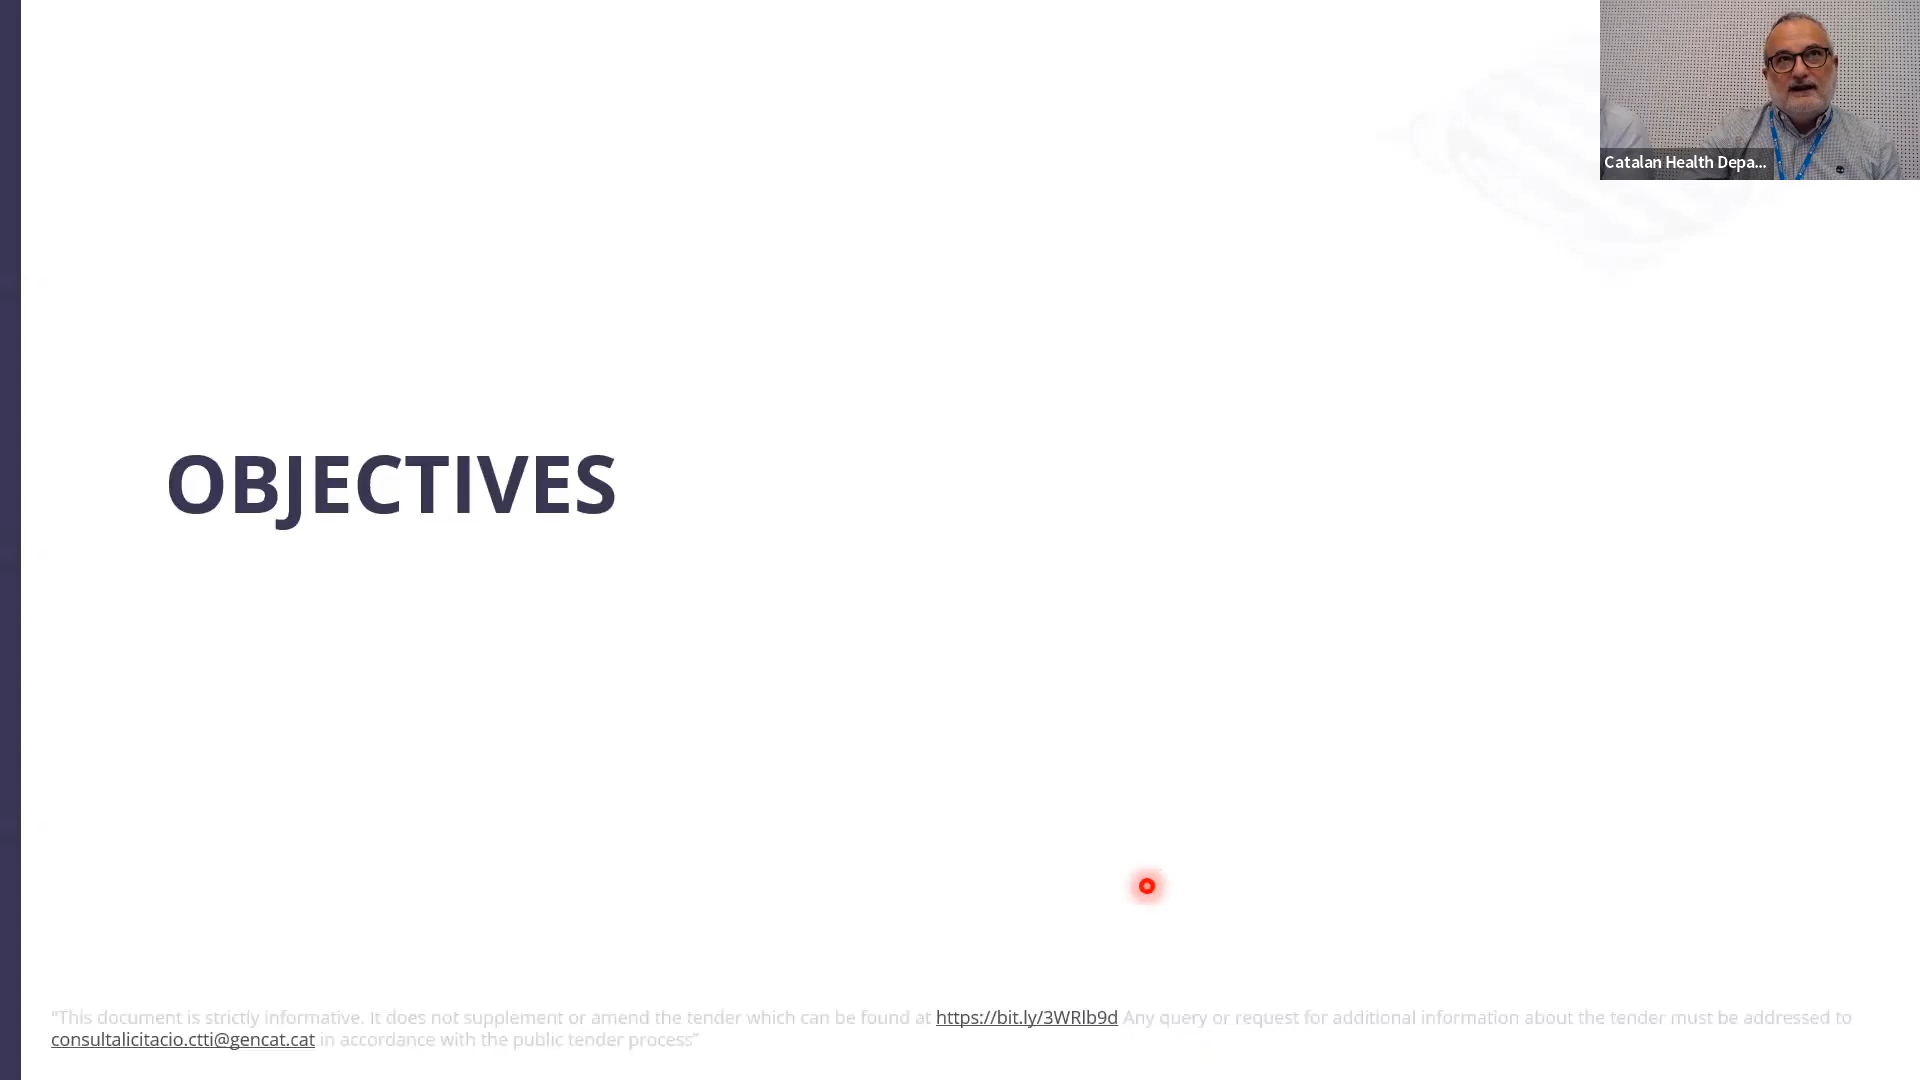 Catalan Health Depa...
OBJECTIVES
“This document is strictly informative. It does not supplement or amend the tender which can be found at https://bit.ly/3WRlb9d Any query or request for additional information about the tender must be addressed to
consultalicitacio.ctti@gencat.cat in accordance with the public tender process”